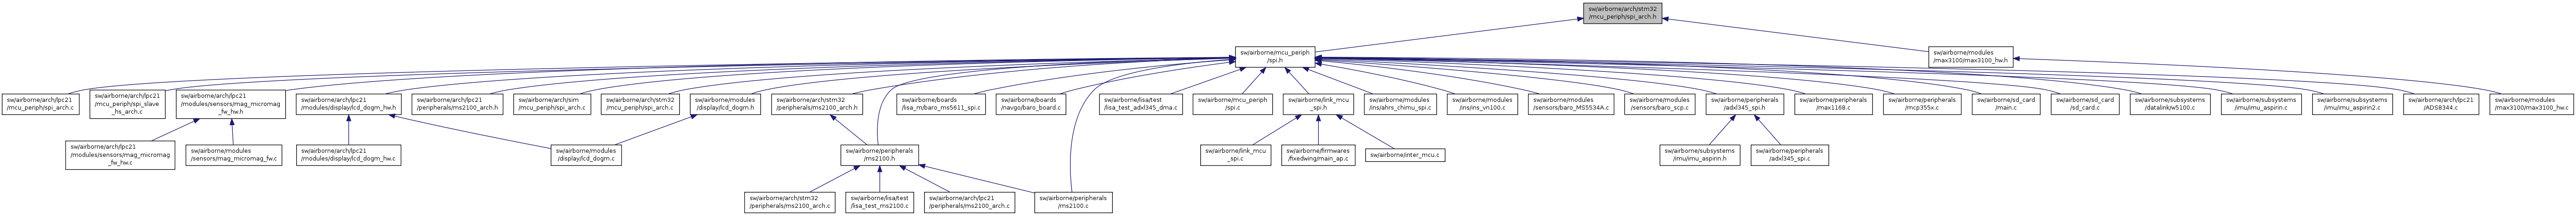 sw/airborne/arch/stm32
/mcu_periph/spi_arch.h
sw/airborne/mcu_periph
/spi.h
sw/airborne/modules
/max3100/max3100_hw.h
sw/airborne/arch/lpc21
/mcu_periph/spi_arch.c
sw/airborne/arch/lpc21
/mcu_periph/spi_slave
_hs_arch.c
sw/airborne/arch/lpc21
/modules/sensors/mag_micromag
_fw_hw.h
sw/airborne/arch/lpc21
/modules/display/lcd_dogm_hw.h
sw/airborne/arch/lpc21
/peripherals/ms2100_arch.h
sw/airborne/arch/sim
/mcu_periph/spi_arch.c
sw/airborne/arch/stm32
/mcu_periph/spi_arch.c
sw/airborne/modules
/display/lcd_dogm.h
sw/airborne/arch/stm32
/peripherals/ms2100_arch.h
sw/airborne/boards
/lisa_m/baro_ms5611_spi.c
sw/airborne/boards
/navgo/baro_board.c
sw/airborne/lisa/test
/lisa_test_adxl345_dma.c
sw/airborne/mcu_periph
/spi.c
sw/airborne/link_mcu
_spi.h
sw/airborne/modules
/ins/ahrs_chimu_spi.c
sw/airborne/modules
/ins/ins_vn100.c
sw/airborne/modules
/sensors/baro_MS5534A.c
sw/airborne/modules
/sensors/baro_scp.c
sw/airborne/peripherals
/adxl345_spi.h
sw/airborne/peripherals
/max1168.c
sw/airborne/peripherals
/mcp355x.c
sw/airborne/sd_card
/main.c
sw/airborne/sd_card
/sd_card.c
sw/airborne/subsystems
/datalink/w5100.c
sw/airborne/subsystems
/imu/imu_aspirin.c
sw/airborne/subsystems
/imu/imu_aspirin2.c
sw/airborne/arch/lpc21
/ADS8344.c
sw/airborne/modules
/max3100/max3100_hw.c
sw/airborne/arch/lpc21
/modules/sensors/mag_micromag
_fw_hw.c
sw/airborne/modules
/sensors/mag_micromag_fw.c
sw/airborne/arch/lpc21
/modules/display/lcd_dogm_hw.c
sw/airborne/modules
/display/lcd_dogm.c
sw/airborne/peripherals
/ms2100.h
sw/airborne/link_mcu
_spi.c
sw/airborne/firmwares
/fixedwing/main_ap.c
sw/airborne/inter_mcu.c
sw/airborne/subsystems
/imu/imu_aspirin.h
sw/airborne/peripherals
/adxl345_spi.c
sw/airborne/arch/stm32
/peripherals/ms2100_arch.c
sw/airborne/lisa/test
/lisa_test_ms2100.c
sw/airborne/arch/lpc21
/peripherals/ms2100_arch.c
sw/airborne/peripherals
/ms2100.c